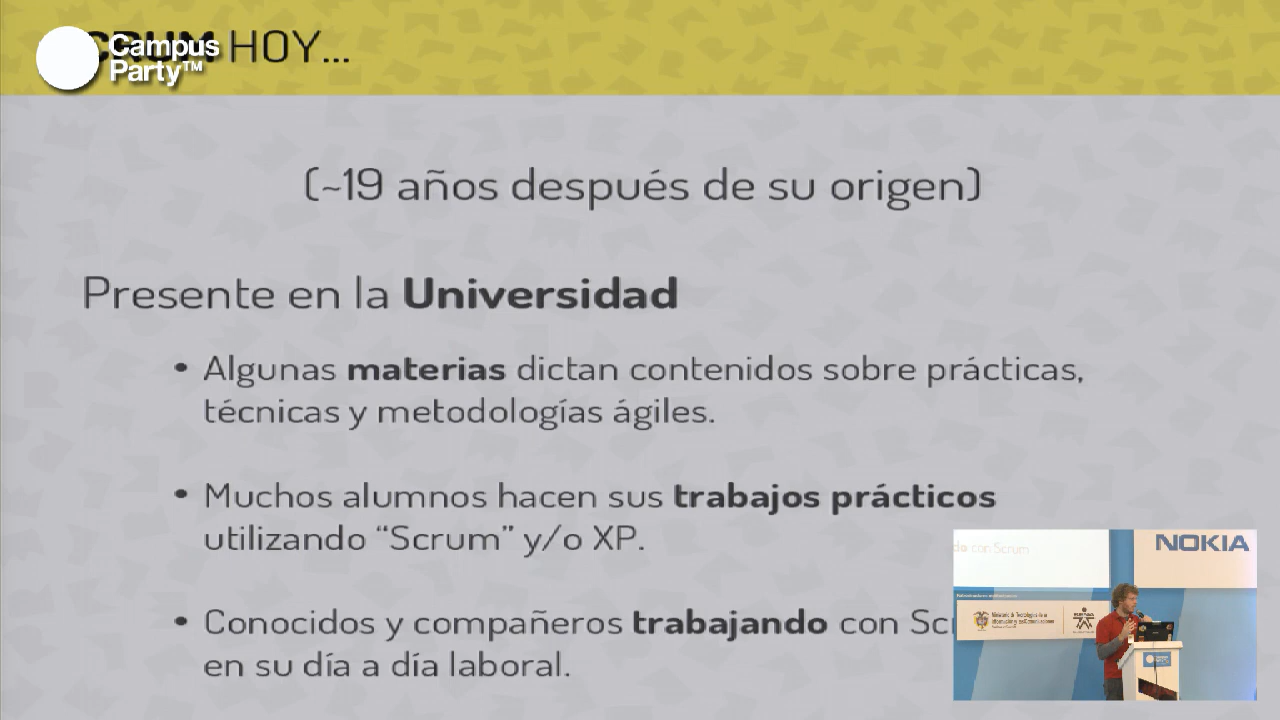 Campus
Party™
HOY...
(~19 años después de su origen)
Presente en la Universidad
• Algunas materias dictan contenidos sobre prácticas,
técnicas y metodologías ágiles.
• Muchos alumnos hacen sus trabajos prácticos
utilizando “Scrum” y/o XP.
• Conocidos y compañeros trabajando con Sc
en su día a día laboral.
do con Scrum
NOKIA